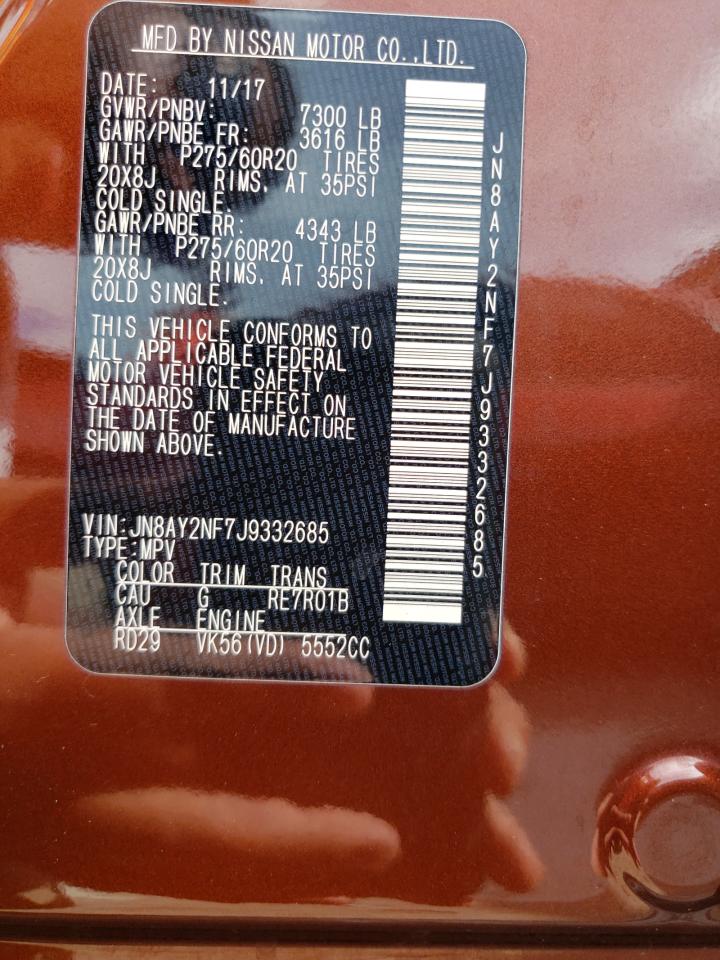 MFD BY NISSAN MOTOR CO.,LTD.
DATE: 11/17
GVWR/PNBV: 7300 LB
GAWR/PNBE FR: 3616 LB
WITH P275/60R20 TIRES
20X8J RIMS, AT 35PSI
COLD SINGLE.
GAWR/PNBE RR: 4343 LB
WITH P275/60R20 TIRES
20X8J RIMS, AT 35PSI
COLD SINGLE.
THIS VEHICLE CONFORMS TO
ALL APPLICABLE FEDERAL
MOTOR VEHICLE SAFETY
STANDARDS IN EFFECT ON
THE DATE OF MANUFACTURE
SHOWN ABOVE.
VIN:JN8AY2NF7J9332685
TYPE:MPV
COLOR TRIM TRANS
CAU G RE7R01B
AXLE ENGINE
RD29 VK56(VD) 5552CC
JN8AY2NF7J9332685